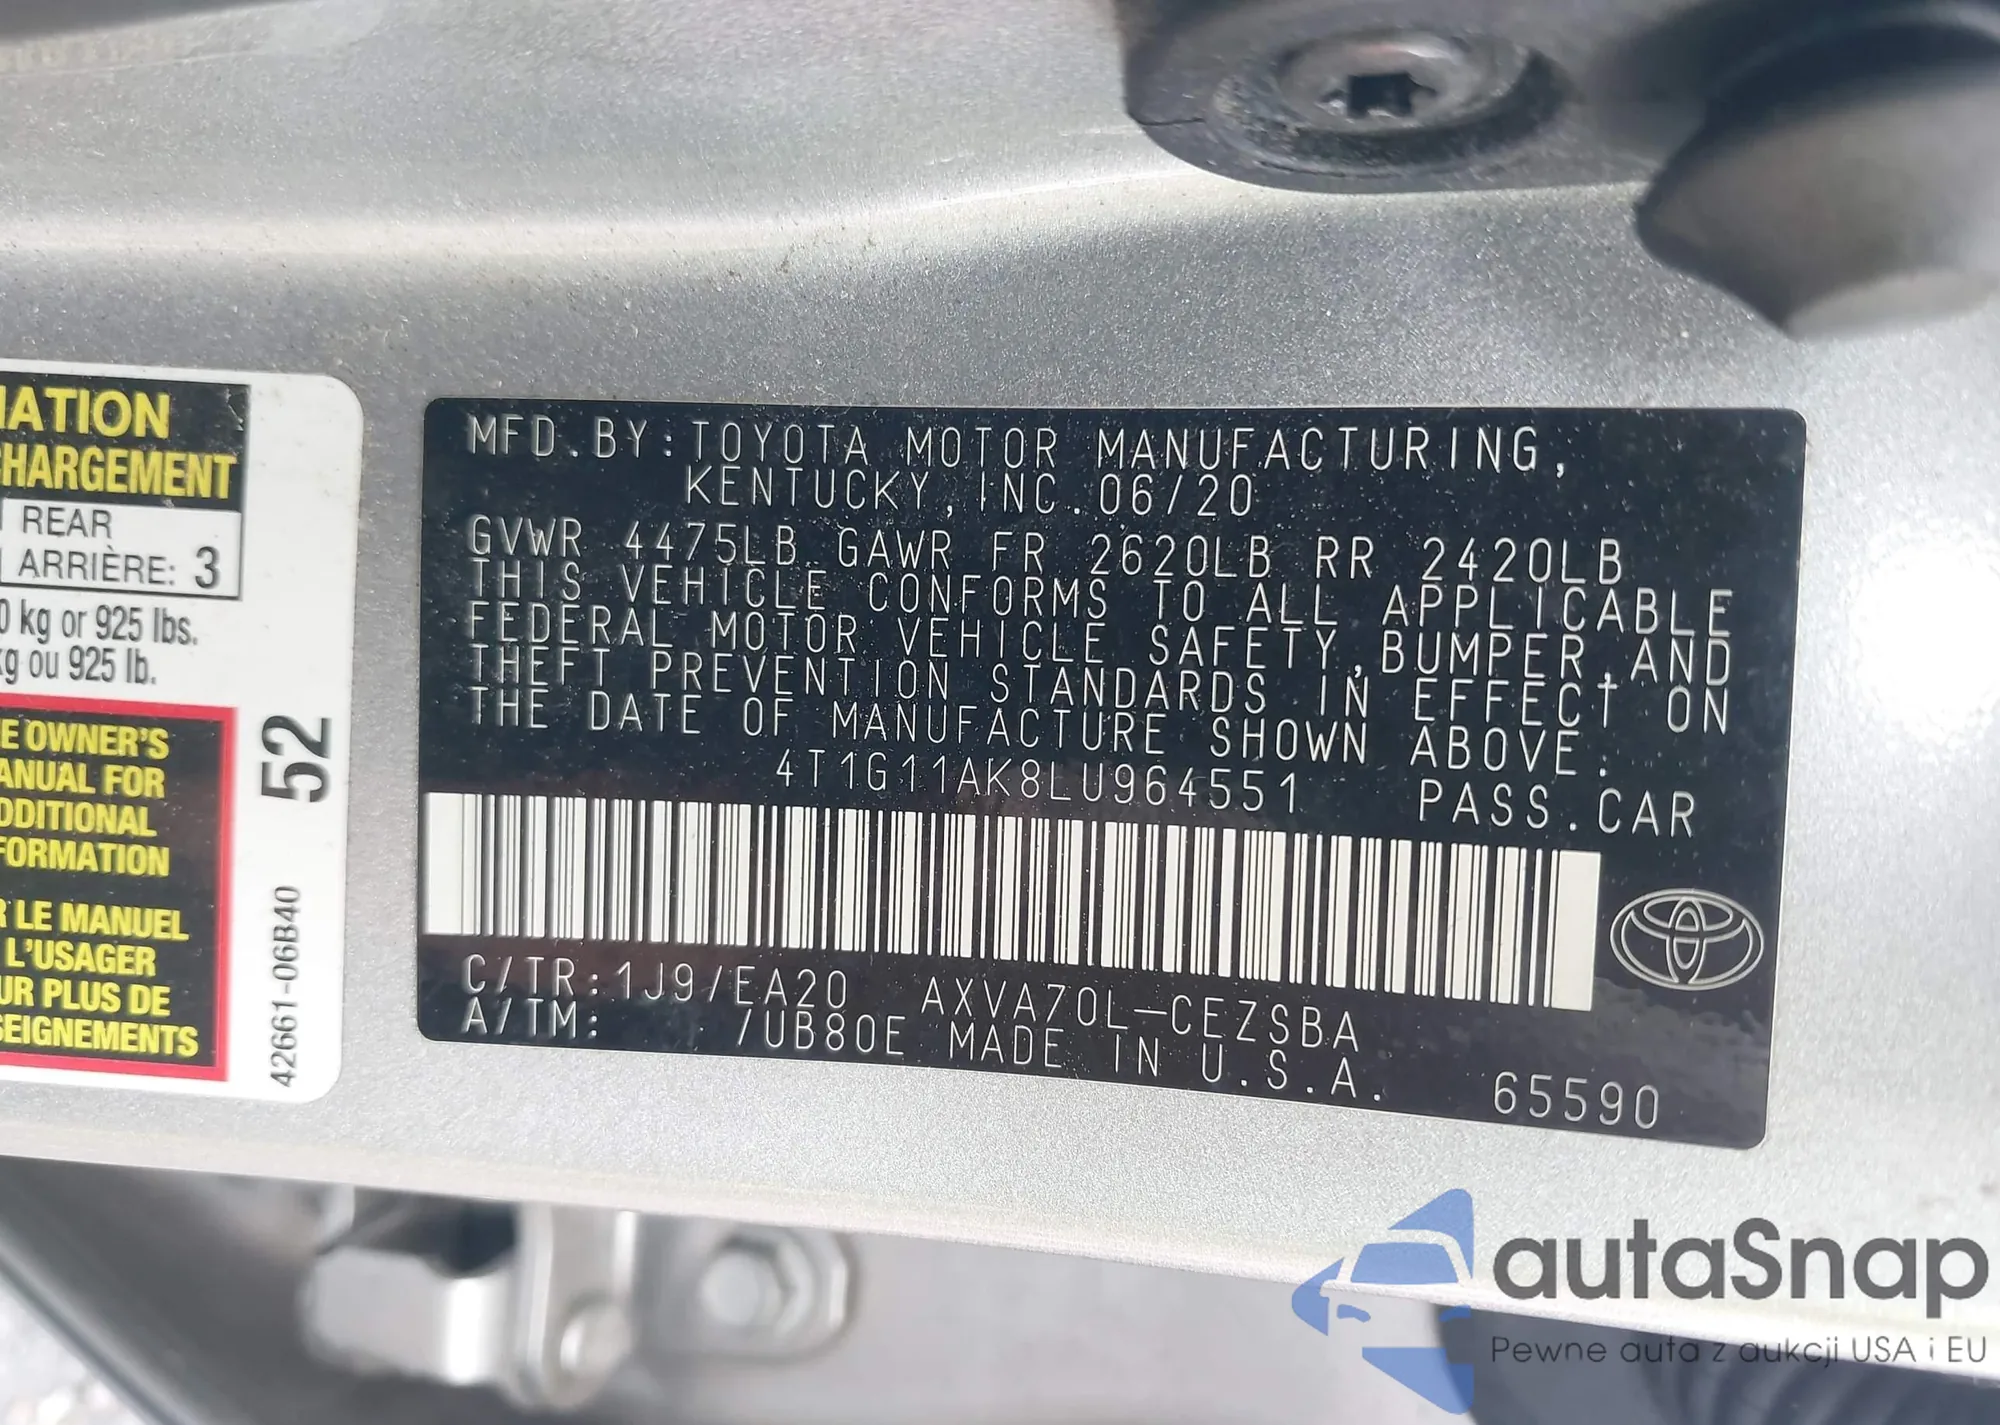 IATION
CHARGEMENT
REAR
ARRIÈRE: 3
0 kg or 925 lbs.
kg ou 925 lb.
E OWNER'S
ANUAL FOR
DDITIONAL
FORMATION
R LE MANUEL
L'USAGER
UR PLUS DE
SEIGNEMENTS
52
42661-06B40
MFD.BY:TOYOTA MOTOR MANUFACTURING,
KENTUCKY,INC.06/20
GVWR 4475LB GAWR FR 2620LB RR 2420LB
THIS VEHICLE CONFORMS TO ALL APPLICABLE
FEDERAL MOTOR VEHICLE SAFETY,BUMPER,AND
THEFT PREVENTION STANDARDS IN EFFECT ON
THE DATE OF MANUFACTURE SHOWN ABOVE.
4T1G11AK8LU964551 PASS.CAR
C/TR:1J9/EA20 AXVA70L-CEZSBA
A/TM: /UB80E MADE IN U.S.A.
65590
autaSnap
Pewne auta z aukcji USA i EU